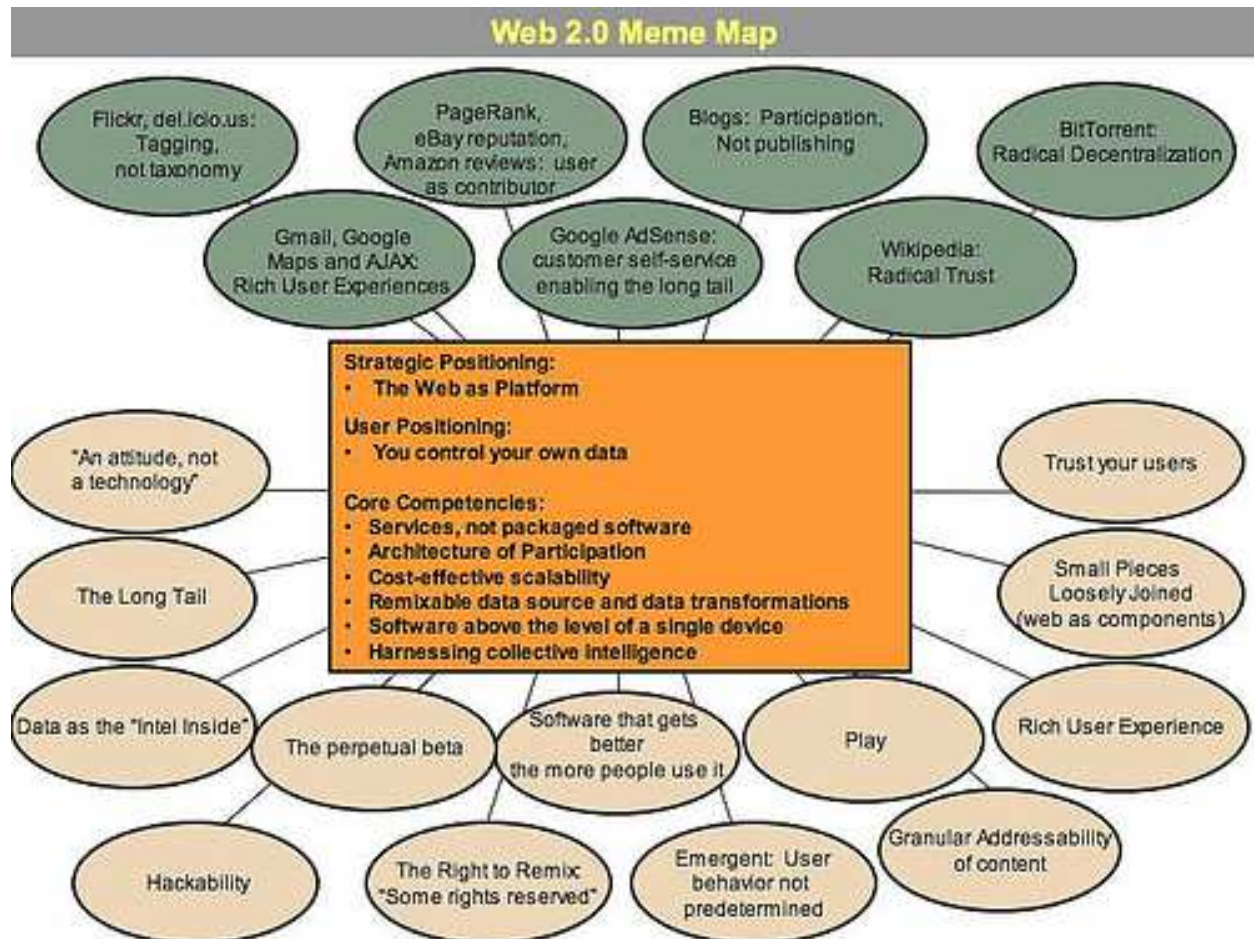 Web 2.0 Meme Map
Flickr, del.icio.us:
Tagging,
not taxonomy
PageRank,
eBay reputation,
Amazon reviews: user
as contributor
Blogs: Participation,
Not publishing
BitTorrent:
Radical Decentralization
Gmail, Google
Maps and AJAX:
Rich User Experiences
Google AdSense:
customer self-service
enabling the long tail
Wikipedia:
Radical Trust
Strategic Positioning:
• The Web as Platform
User Positioning:
• You control your own data
Core Competencies:
• Services, not packaged software
• Architecture of Participation
• Cost-effective scalability
• Remixable data source and data transformations
• Software above the level of a single device
• Harnessing collective intelligence
"An attitude, not
a technology"
Trust your users
The Long Tail
Small Pieces
Loosely Joined
(web as components)
Data as the "Intel Inside"
The perpetual beta
Software that gets
better
the more people use it
Play
Rich User Experience
Hackability
The Right to Remix:
"Some rights reserved"
Emergent: User
behavior not
predetermined
Granular Addressability
of content